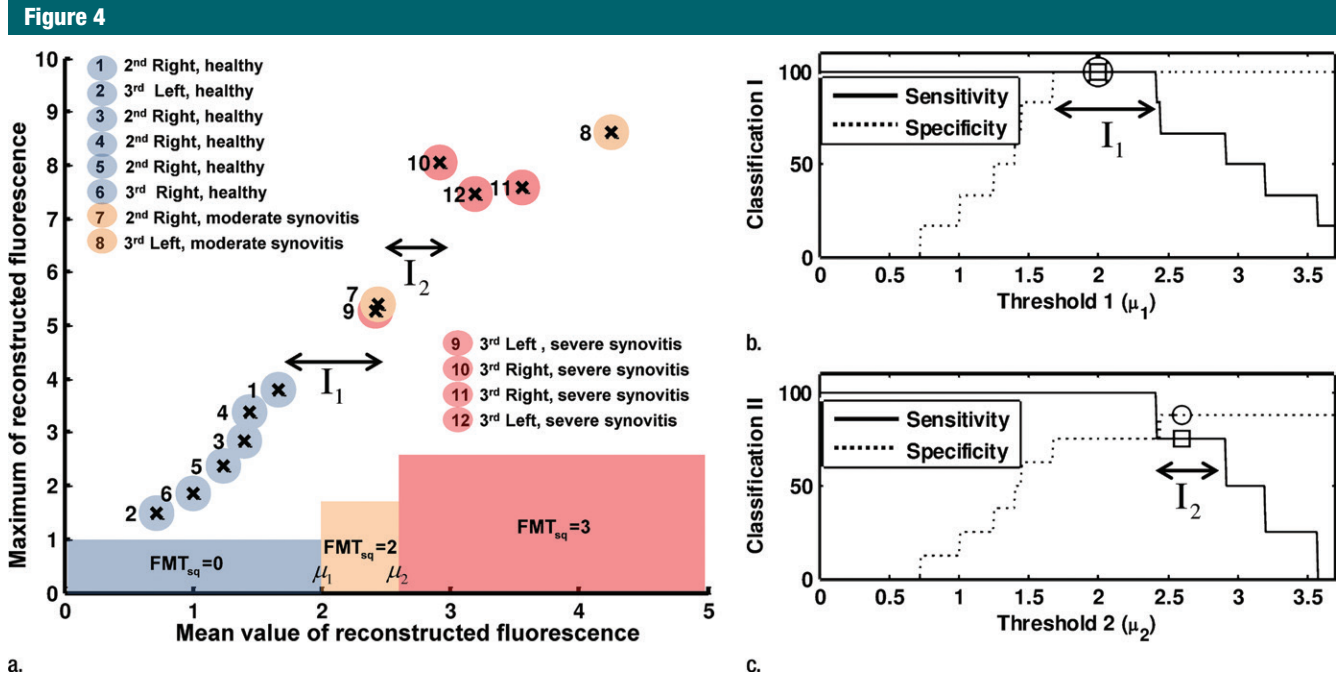 Figure 4
10
9
8
7
6
5
4
3
2
1
0
Maximum of reconstructed fluorescence
0 1 2 3 4 5
Mean value of reconstructed fluorescence
1 2nd Right, healthy
2 3rd Left, healthy
3 2nd Right, healthy
4 2nd Right, healthy
5 2nd Right, healthy
6 3rd Right, healthy
7 2nd Right, moderate synovitis
8 3rd Left, moderate synovitis
8
10
12 11
I2
7
9
I1
1
4
3
5
6
2
9 3rd Left , severe synovitis
10 3rd Right, severe synovitis
11 3rd Right, severe synovitis
12 3rd Left, severe synovitis
FMTsq=0
FMTsq=2
FMTsq=3
μ1 μ2
a.
Classification I
100
50
0
Sensitivity
Specificity
I1
0 0.5 1 1.5 2 2.5 3 3.5
Threshold 1 (μ1)
b.
Classification II
100
50
0
Sensitivity
Specificity
I2
0 0.5 1 1.5 2 2.5 3 3.5
Threshold 2 (μ2)
c.